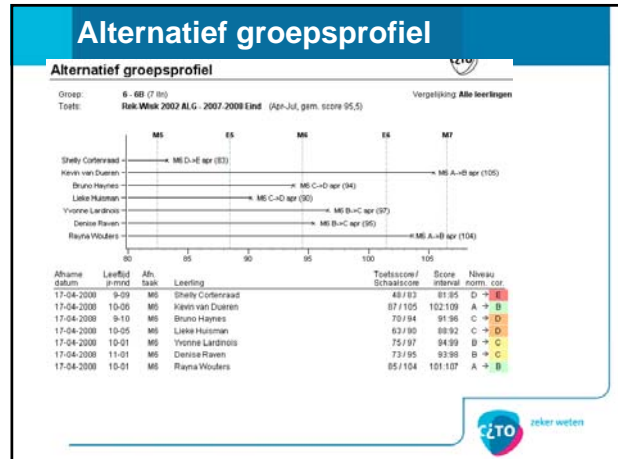 Alternatief groepsprofiel
Alternatief groepsprofiel
cito
Groep: 6 - 6B (7 lln) Vergelijking: Alle leerlingen
Toets: Rek-Wisk 2002 ALG - 2007-2008 Eind (Apr-Jul, gem. score 95,5)
M5 E5 M6 E6 M7
Shelly Cortenraad M6 D->E apr (83)
Kevin van Dueren M6 A->B apr (105)
Bruno Haynes M6 C->D apr (94)
Lieke Huisman M6 C->D apr (90)
Yvonne Lardinois M6 B->C apr (97)
Denise Raven M6 B->C apr (95)
Rayna Wouters M6 A->B apr (104)
80 85 90 95 100 105
Afname datum Leeftijd jr-mnd Afn. taak Leerling Toetsscore / Schaalscore Score interval Niveau norm. cor.
17-04-2008 9-09 M6 Shelly Cortenraad 48 / 83 81:85 D → E
17-04-2008 10-06 M6 Kevin van Dueren 87 / 105 102:109 A → B
17-04-2008 9-10 M6 Bruno Haynes 70 / 94 91:96 C → D
17-04-2008 10-05 M6 Lieke Huisman 63 / 90 88:92 C → D
17-04-2008 10-01 M6 Yvonne Lardinois 75 / 97 94:99 B → C
17-04-2008 11-01 M6 Denise Raven 73 / 95 93:98 B → C
17-04-2008 10-01 M6 Rayna Wouters 85 / 104 101:107 A → B
cito zeker weten